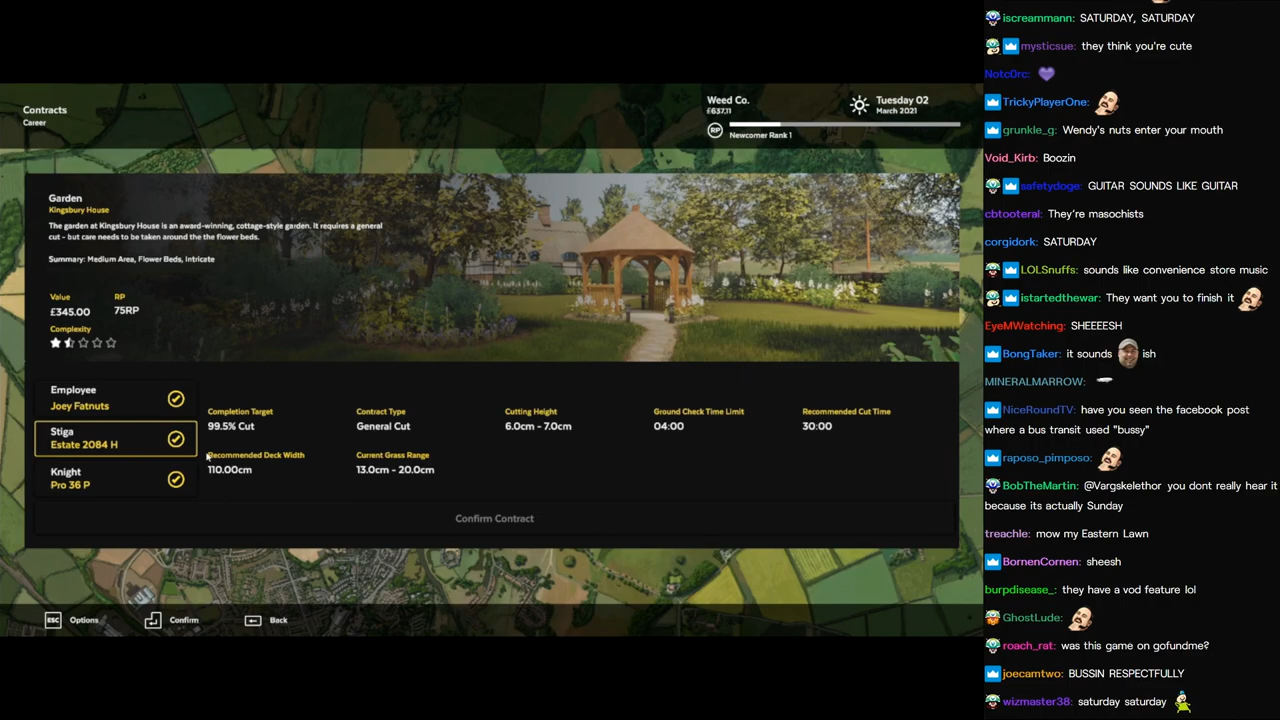 Contracts
Career
Weed Co.
£637.11
Tuesday 02
March 2021
RP
Newcomer Rank 1
Garden
Kingsbury House
The garden at Kingsbury House is an award-winning, cottage-style garden. It requires a general
cut - but care needs to be taken around the the flower beds.
Summary: Medium Area, Flower Beds, Intricate
Value
£345.00
RP
75RP
Complexity
Employee
Joey Fatnuts
Stiga
Estate 2084 H
Knight
Pro 36 P
Completion Target
99.5% Cut
Contract Type
General Cut
Cutting Height
6.0cm - 7.0cm
Ground Check Time Limit
04:00
Recommended Cut Time
30:00
Recommended Deck Width
110.00cm
Current Grass Range
13.0cm - 20.0cm
Confirm Contract
ESC Options
Confirm
Back
iscreammann: SATURDAY, SATURDAY
mysticsue: they think you're cute
Notc0rc:
TrickyPlayerOne:
grunkle_g: Wendy's nuts enter your mouth
Void_Kirb: Boozin
safetydoge: GUITAR SOUNDS LIKE GUITAR
cbtooteral: They're masochists
corgidork: SATURDAY
LOLSnuffs: sounds like convenience store music
istartedthewar: They want you to finish it
EyeMWatching: SHEEEESH
BongTaker: it sounds ish
MINERALMARROW:
NiceRoundTV: have you seen the facebook post
where a bus transit used "bussy"
raposo_pimposo:
BobTheMartin: @Vargskelethor you dont really hear it
because its actually Sunday
treachle: mow my Eastern Lawn
BornenCornen: sheesh
burpdisease_: they have a vod feature lol
GhostLude:
roach_rat: was this game on gofundme?
joecamtwo: BUSSIN RESPECTFULLY
wizmaster38: saturday saturday